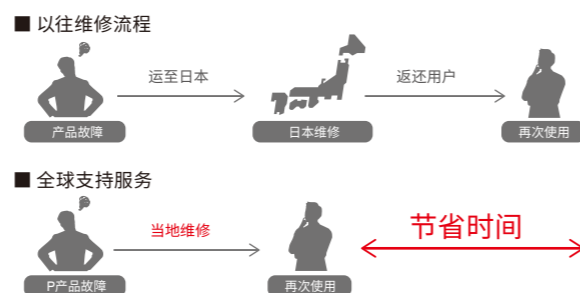 ■ 以往维修流程
运至日本
返还用户
产品故障
日本维修
再次使用
■ 全球支持服务
当地维修
节省时间
P产品故障
再次使用